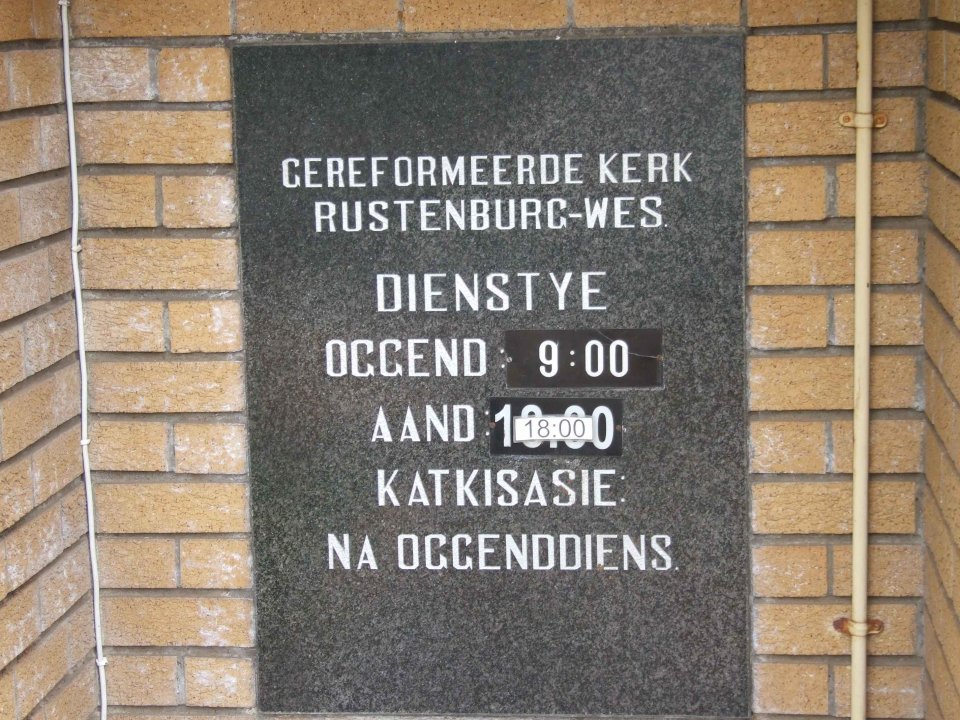 GEREFORMEERDE KERK
RUSTENBURG-WES.
DIENSTYE
OGGEND: 9:00
AAND: 18:00
KATKISASIE:
NA OGGENDDIENS.